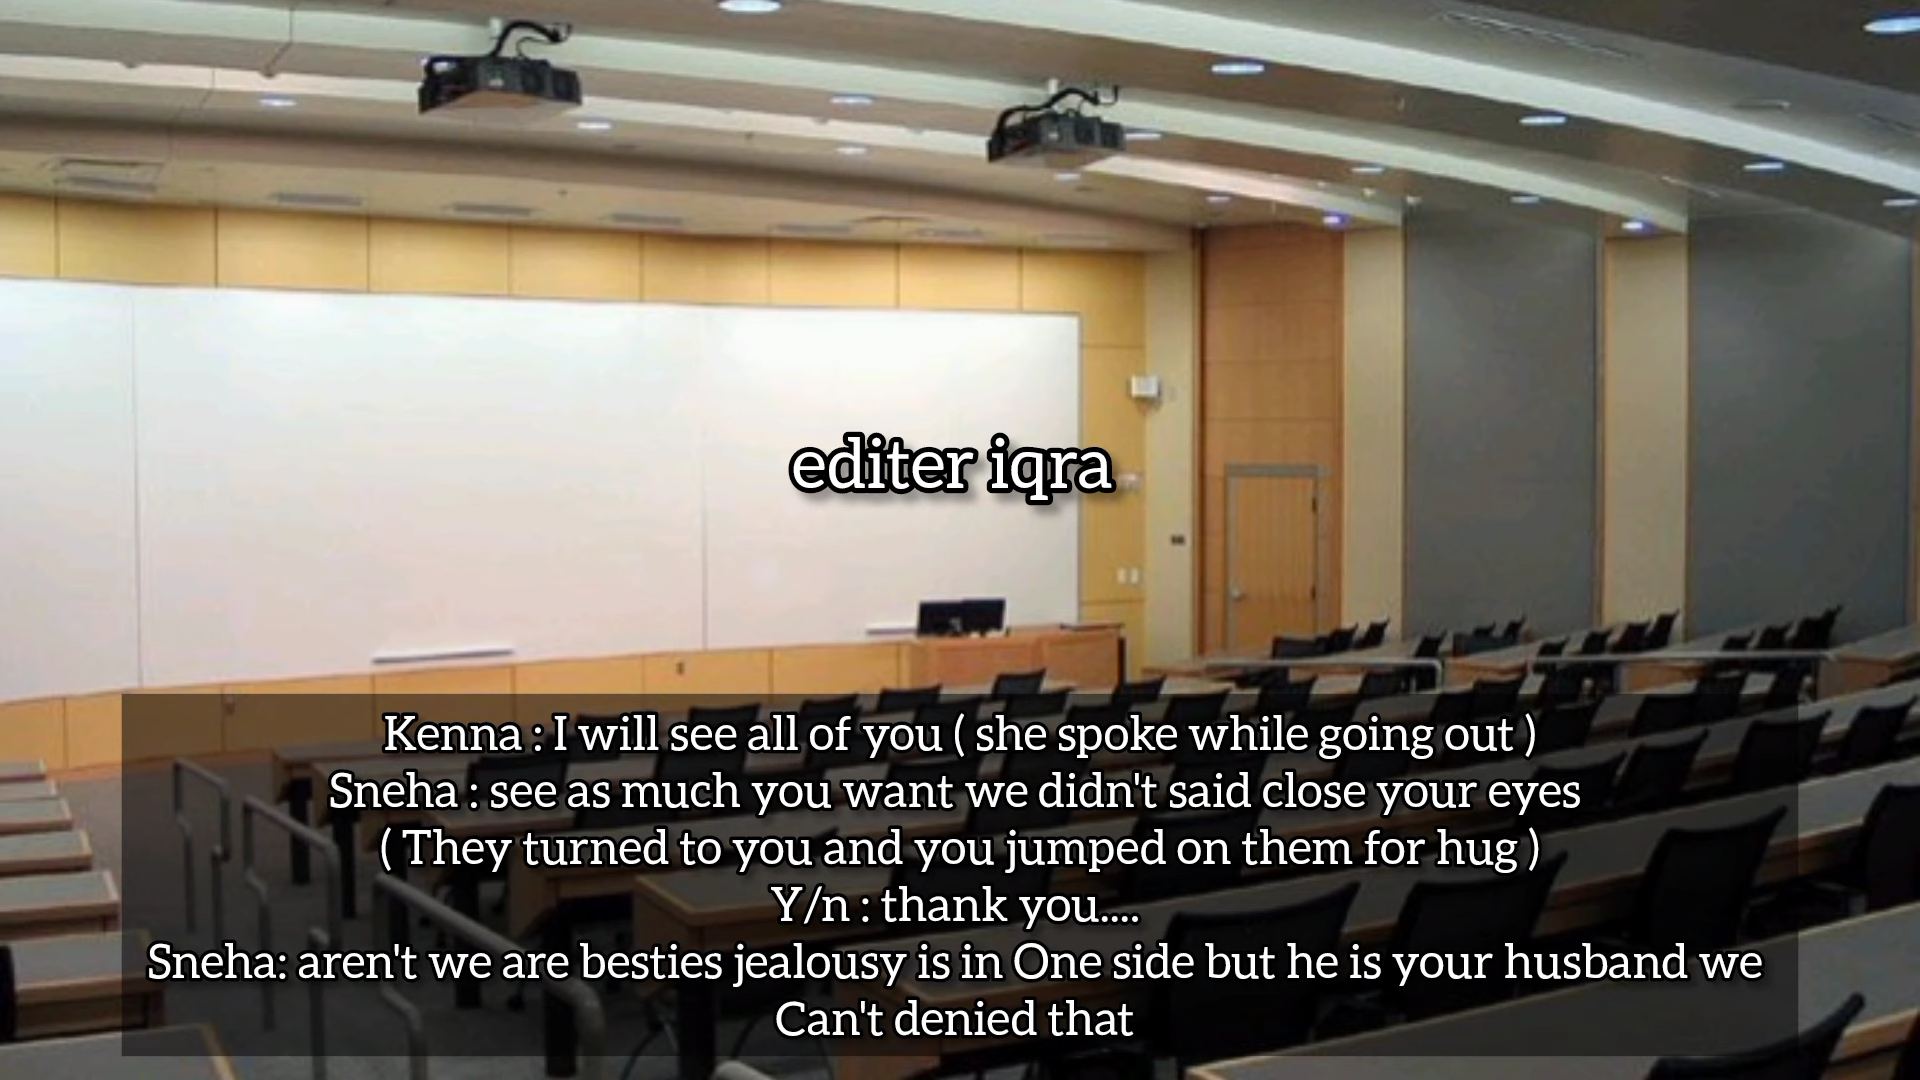 editer iqra
Kenna : I will see all of you ( she spoke while going out )
Sneha : see as much you want we didn't said close your eyes
( They turned to you and you jumped on them for hug )
Y/n : thank you....
Sneha: aren't we are besties jealousy is in One side but he is your husband we
Can't denied that